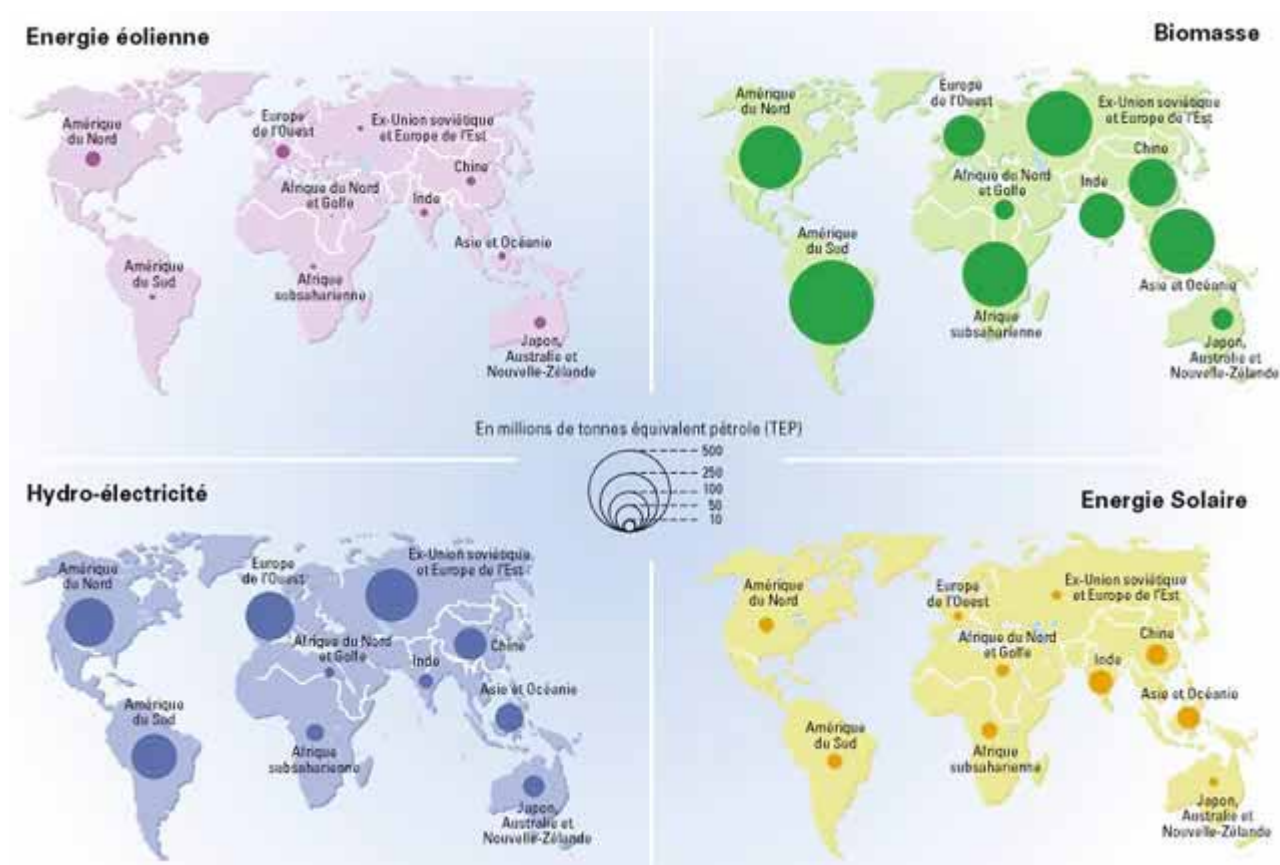 Energie éolienne
Amérique
du Nord
Europe
de l'Ouest
Ex-Union soviétique
et Europe de l'Est
Chine
Afrique du Nord
et Golfe
Inde
Asie et Océanie
Amérique
du Sud
Afrique
subsaharienne
Japon,
Australie et
Nouvelle-Zélande
Biomasse
Amérique
du Nord
Europe
de l'Ouest
Ex-Union soviétique
et Europe de l'Est
Chine
Afrique du Nord
et Golfe
Inde
Amérique
du Sud
Asie et Océanie
Afrique
subsaharienne
Japon,
Australie et
Nouvelle-Zélande
En millions de tonnes équivalent pétrole (TEP)
500
250
100
50
10
Hydro-électricité
Amérique
du Nord
Europe
de l'Ouest
Ex-Union soviétique
et Europe de l'Est
Afrique du Nord
et Golfe
Chine
Inde
Asie et Océanie
Amérique
du Sud
Afrique
subsaharienne
Japon,
Australie et
Nouvelle-Zélande
Energie Solaire
Amérique
du Nord
Europe
de l'Ouest
Ex-Union soviétique
et Europe de l'Est
Chine
Afrique du Nord
et Golfe
Inde
Asie et Océanie
Amérique
du Sud
Afrique
subsaharienne
Japon,
Australie et
Nouvelle-Zélande